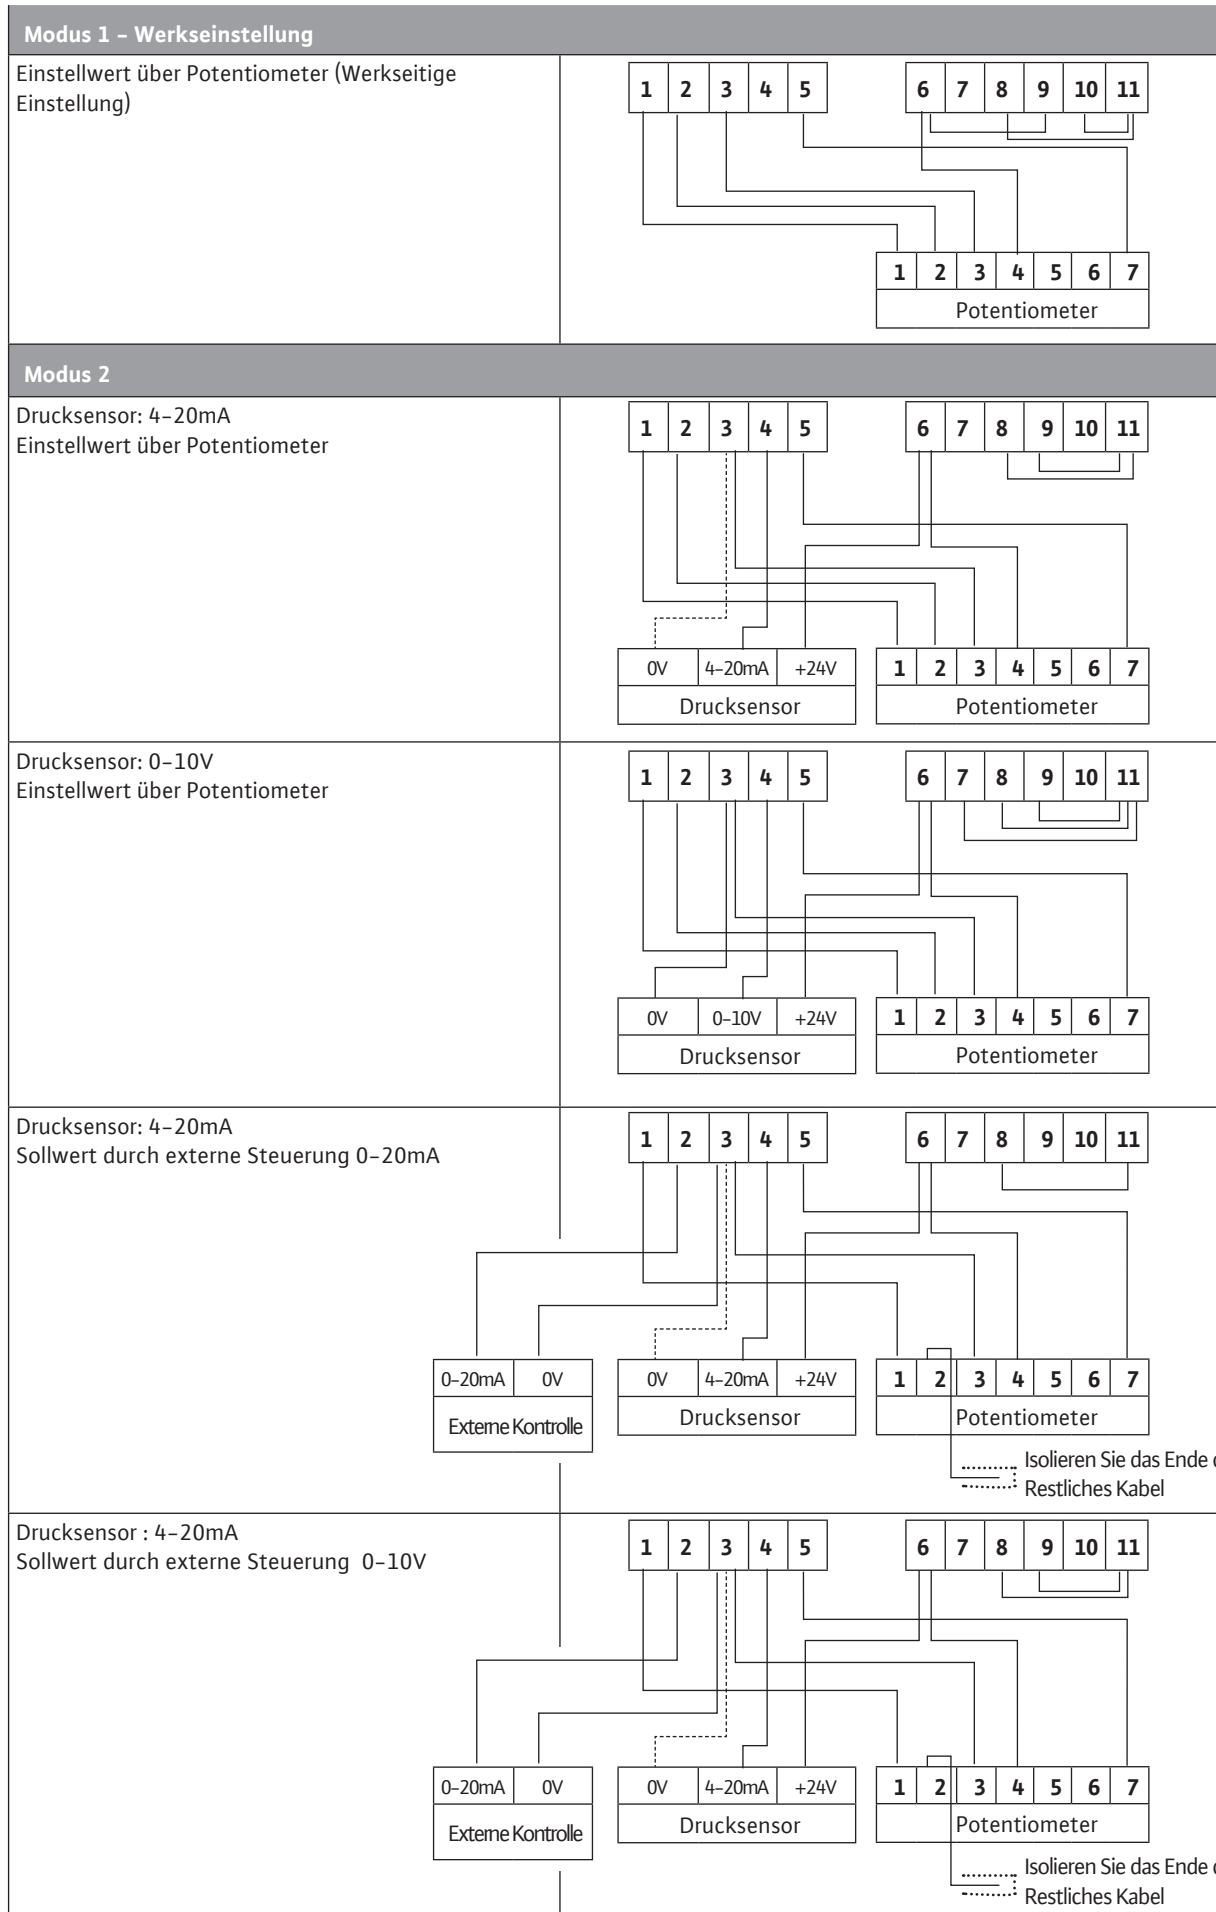 Modus 1 – Werkseinstellung
Einstellwert über Potentiometer (Werkseitige
Einstellung)
1 2 3 4 5 6 7 8 9 10 11
1 2 3 4 5 6 7
Potentiometer
Modus 2
Drucksensor: 4–20mA
Einstellwert über Potentiometer
1 2 3 4 5 6 7 8 9 10 11
0V 4–20mA +24V 1 2 3 4 5 6 7
Drucksensor Potentiometer
Drucksensor: 0–10V
Einstellwert über Potentiometer
1 2 3 4 5 6 7 8 9 10 11
0V 0–10V +24V 1 2 3 4 5 6 7
Drucksensor Potentiometer
Drucksensor: 4–20mA
Sollwert durch externe Steuerung 0–20mA
1 2 3 4 5 6 7 8 9 10 11
0–20mA 0V 0V 4–20mA +24V 1 2 3 4 5 6 7
Externe Kontrolle Drucksensor Potentiometer
Isolieren Sie das Ende
Restliches Kabel
Drucksensor : 4–20mA
Sollwert durch externe Steuerung 0–10V
1 2 3 4 5 6 7 8 9 10 11
0–20mA 0V 0V 4–20mA +24V 1 2 3 4 5 6 7
Externe Kontrolle Drucksensor Potentiometer
Isolieren Sie das Ende
Restliches Kabel